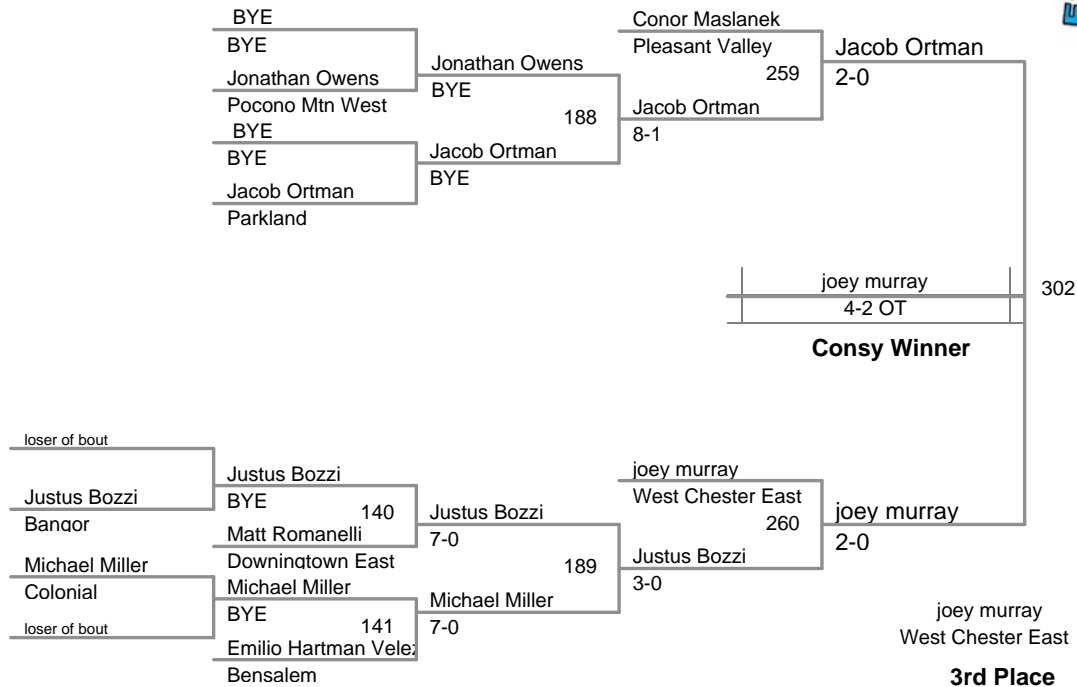 BYE
BYE
Jonathan Owens
Pocono Mtn West
BYE
BYE
Jacob Ortman
Parkland
Jonathan Owens
BYE
188
Jacob Ortman
BYE
Conor Maslanek
Pleasant Valley
259
Jacob Ortman
8-1
Jacob Ortman
2-0
joey murray
4-2 OT
302
Consy Winner
loser of bout
Justus Bozzi
Bangor
Michael Miller
Colonial
loser of bout
Justus Bozzi
BYE
140
Matt Romanelli
Downingtown East
Michael Miller
BYE
141
Emilio Hartman Velez
Bensalem
Justus Bozzi
7-0
189
Michael Miller
7-0
joey murray
West Chester East
260
Justus Bozzi
3-0
joey murray
2-0
joey murray
West Chester East
3rd Place